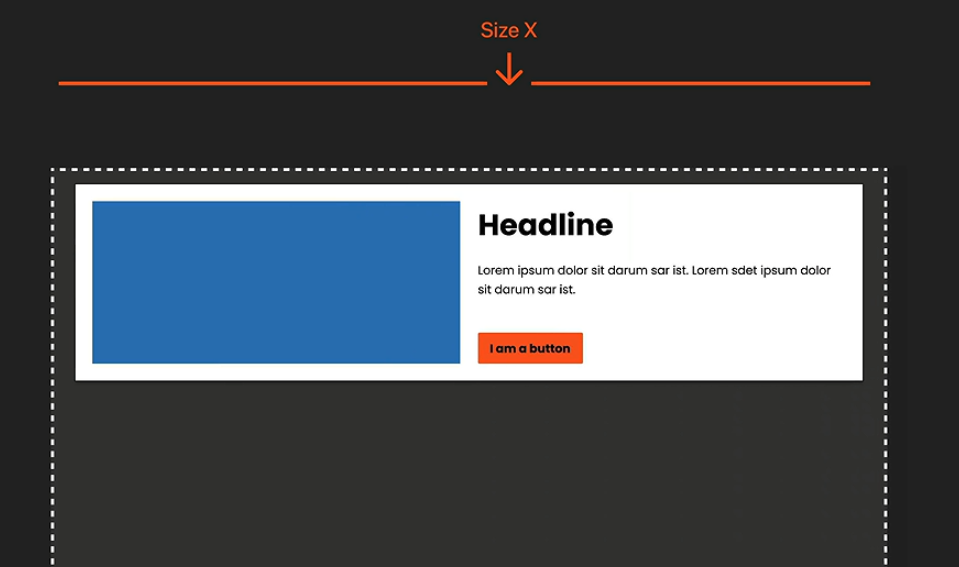 Size X
Headline
Lorem ipsum dolor sit darum sar ist. Lorem sdet ipsum dolor
sit darum sar ist.
I am a button